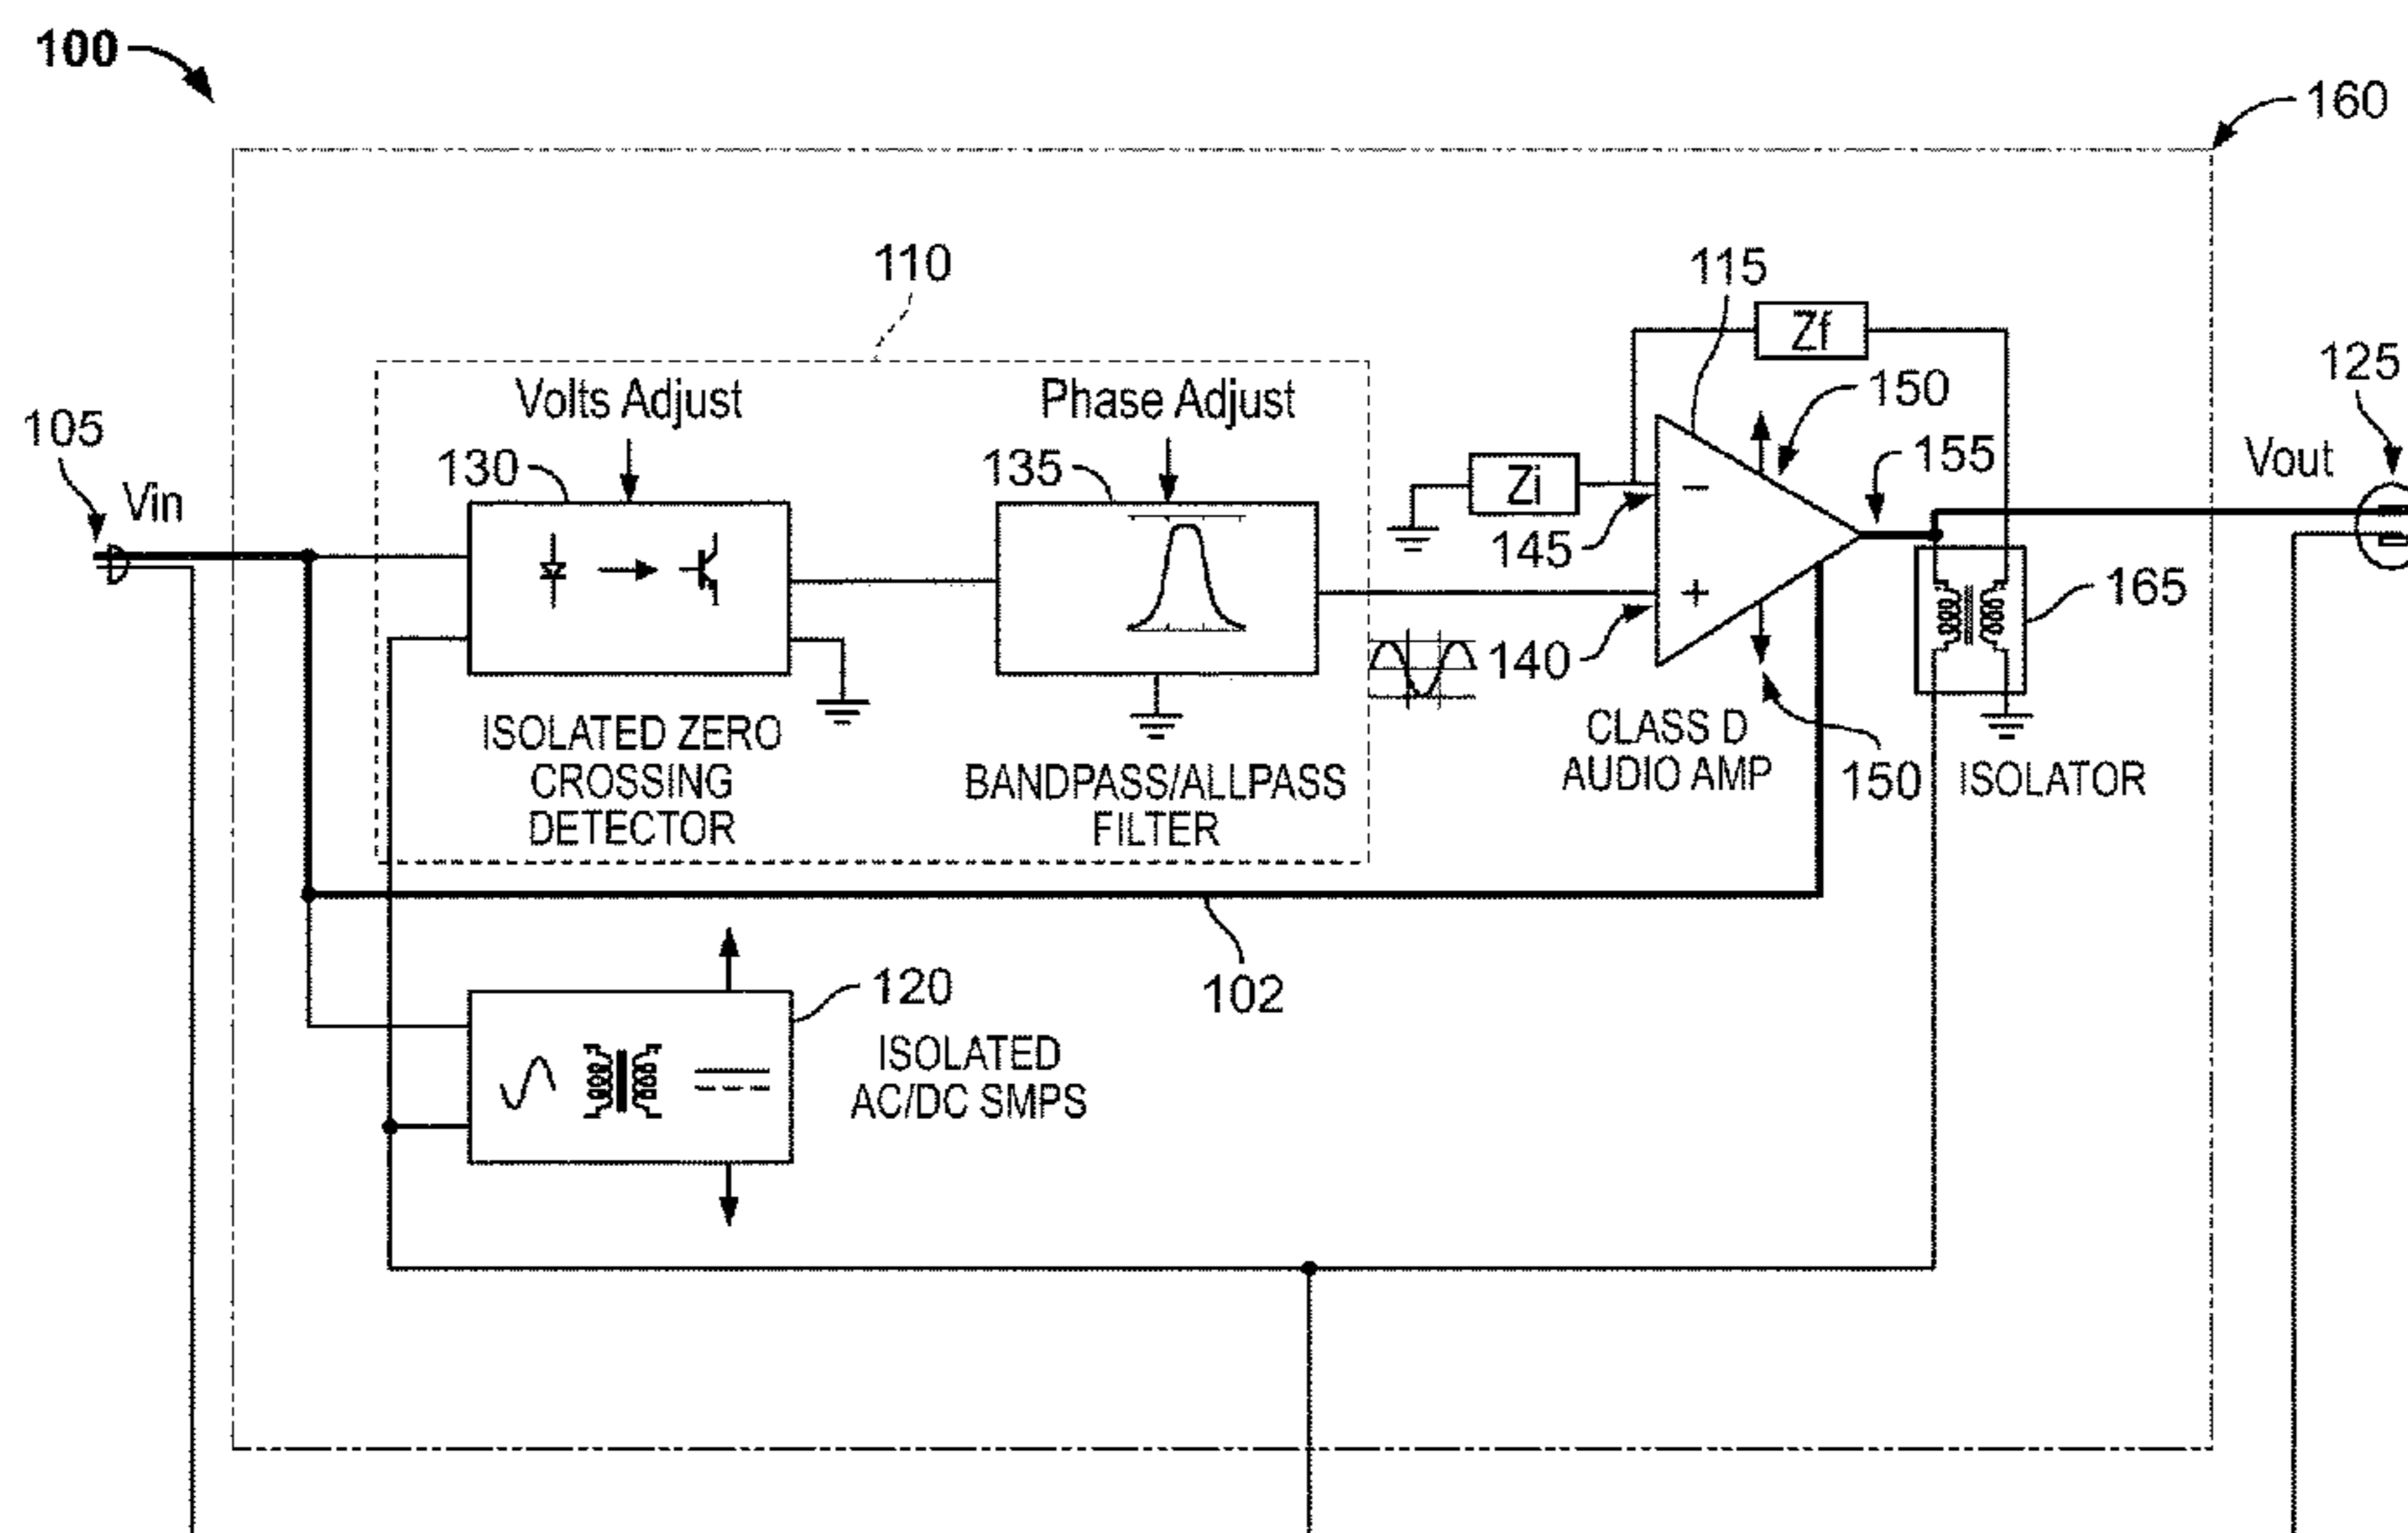 100
160
110
115
Zf
125
Volts Adjust
Phase Adjust
150
105
130
135
155
Vout
Vin
Zi
−
145
+
165
140
ISOLATED ZERO
CROSSING
DETECTOR
BANDPASS/ALLPASS
FILTER
CLASS D
AUDIO AMP
150
ISOLATOR
120
102
ISOLATED
AC/DC SMPS